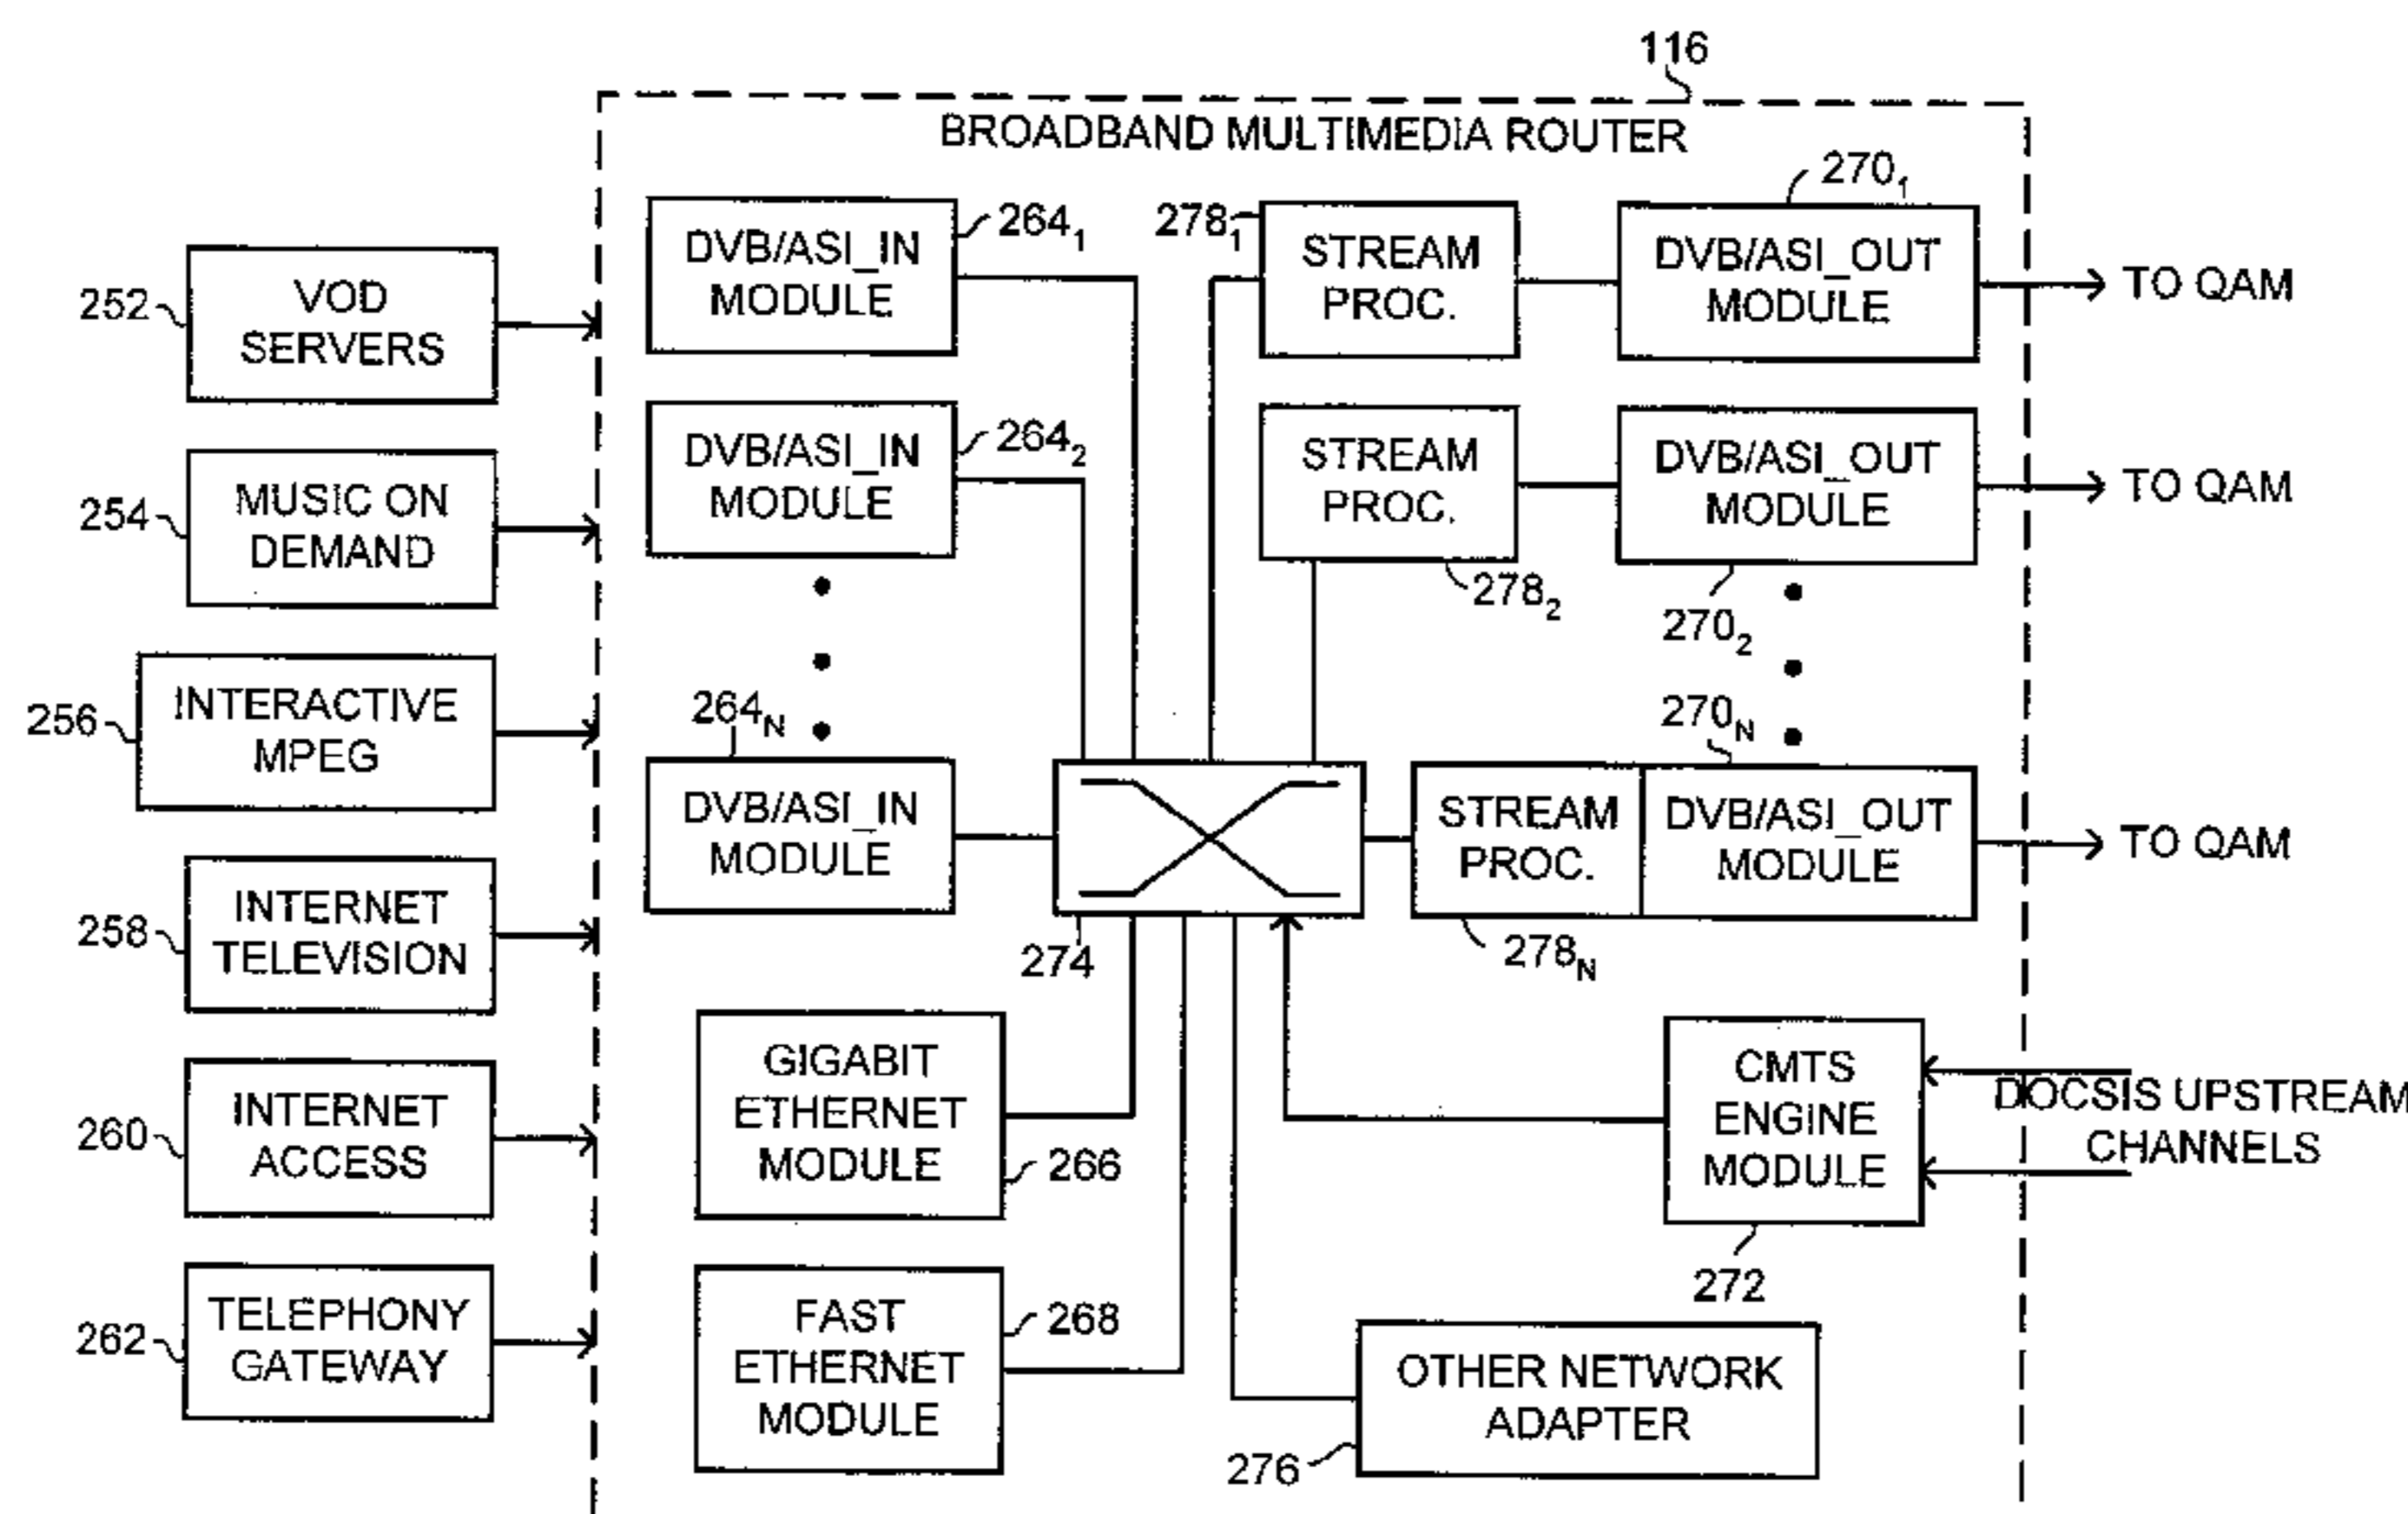 116
BROADBAND MULTIMEDIA ROUTER
252
VOD
SERVERS
254
MUSIC ON
DEMAND
256
INTERACTIVE
MPEG
258
INTERNET
TELEVISION
260
INTERNET
ACCESS
262
TELEPHONY
GATEWAY
DVB/ASI_IN
MODULE
264₁
DVB/ASI_IN
MODULE
264₂
264N
DVB/ASI_IN
MODULE
274
GIGABIT
ETHERNET
MODULE
266
FAST
ETHERNET
MODULE
268
278₁
STREAM
PROC.
270₁
DVB/ASI_OUT
MODULE
TO QAM
STREAM
PROC.
278₂
DVB/ASI_OUT
MODULE
270₂
TO QAM
270N
STREAM
PROC.
278N
DVB/ASI_OUT
MODULE
TO QAM
CMTS
ENGINE
MODULE
272
DOCSIS UPSTREAM
CHANNELS
OTHER NETWORK
ADAPTER
276